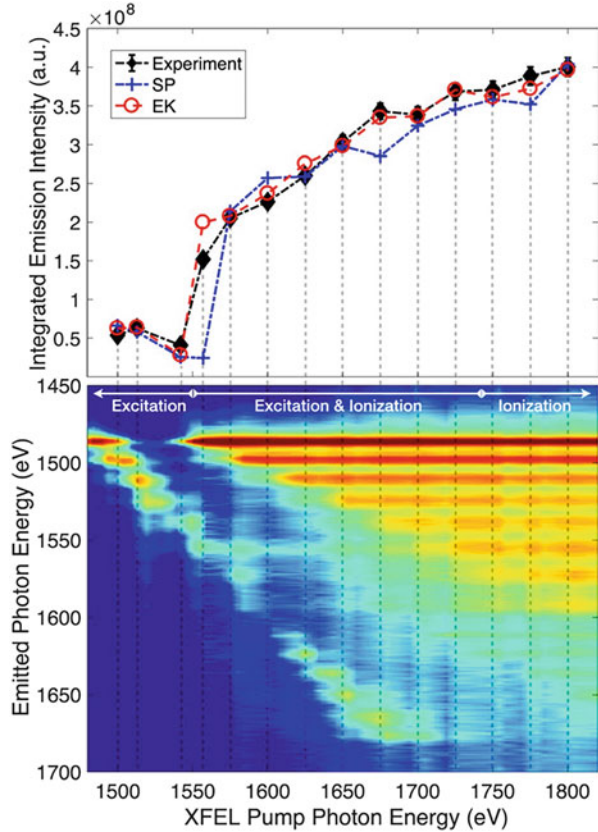 ×10⁸
Integrated Emission Intensity (a.u.)
4.5
4
3.5
3
2.5
2
1.5
1
0.5
Experiment
SP
EK
Emitted Photon Energy (eV)
1450
1500
1550
1600
1650
1700
Excitation
Excitation & Ionization
Ionization
1500 1550 1600 1650 1700 1750 1800
XFEL Pump Photon Energy (eV)